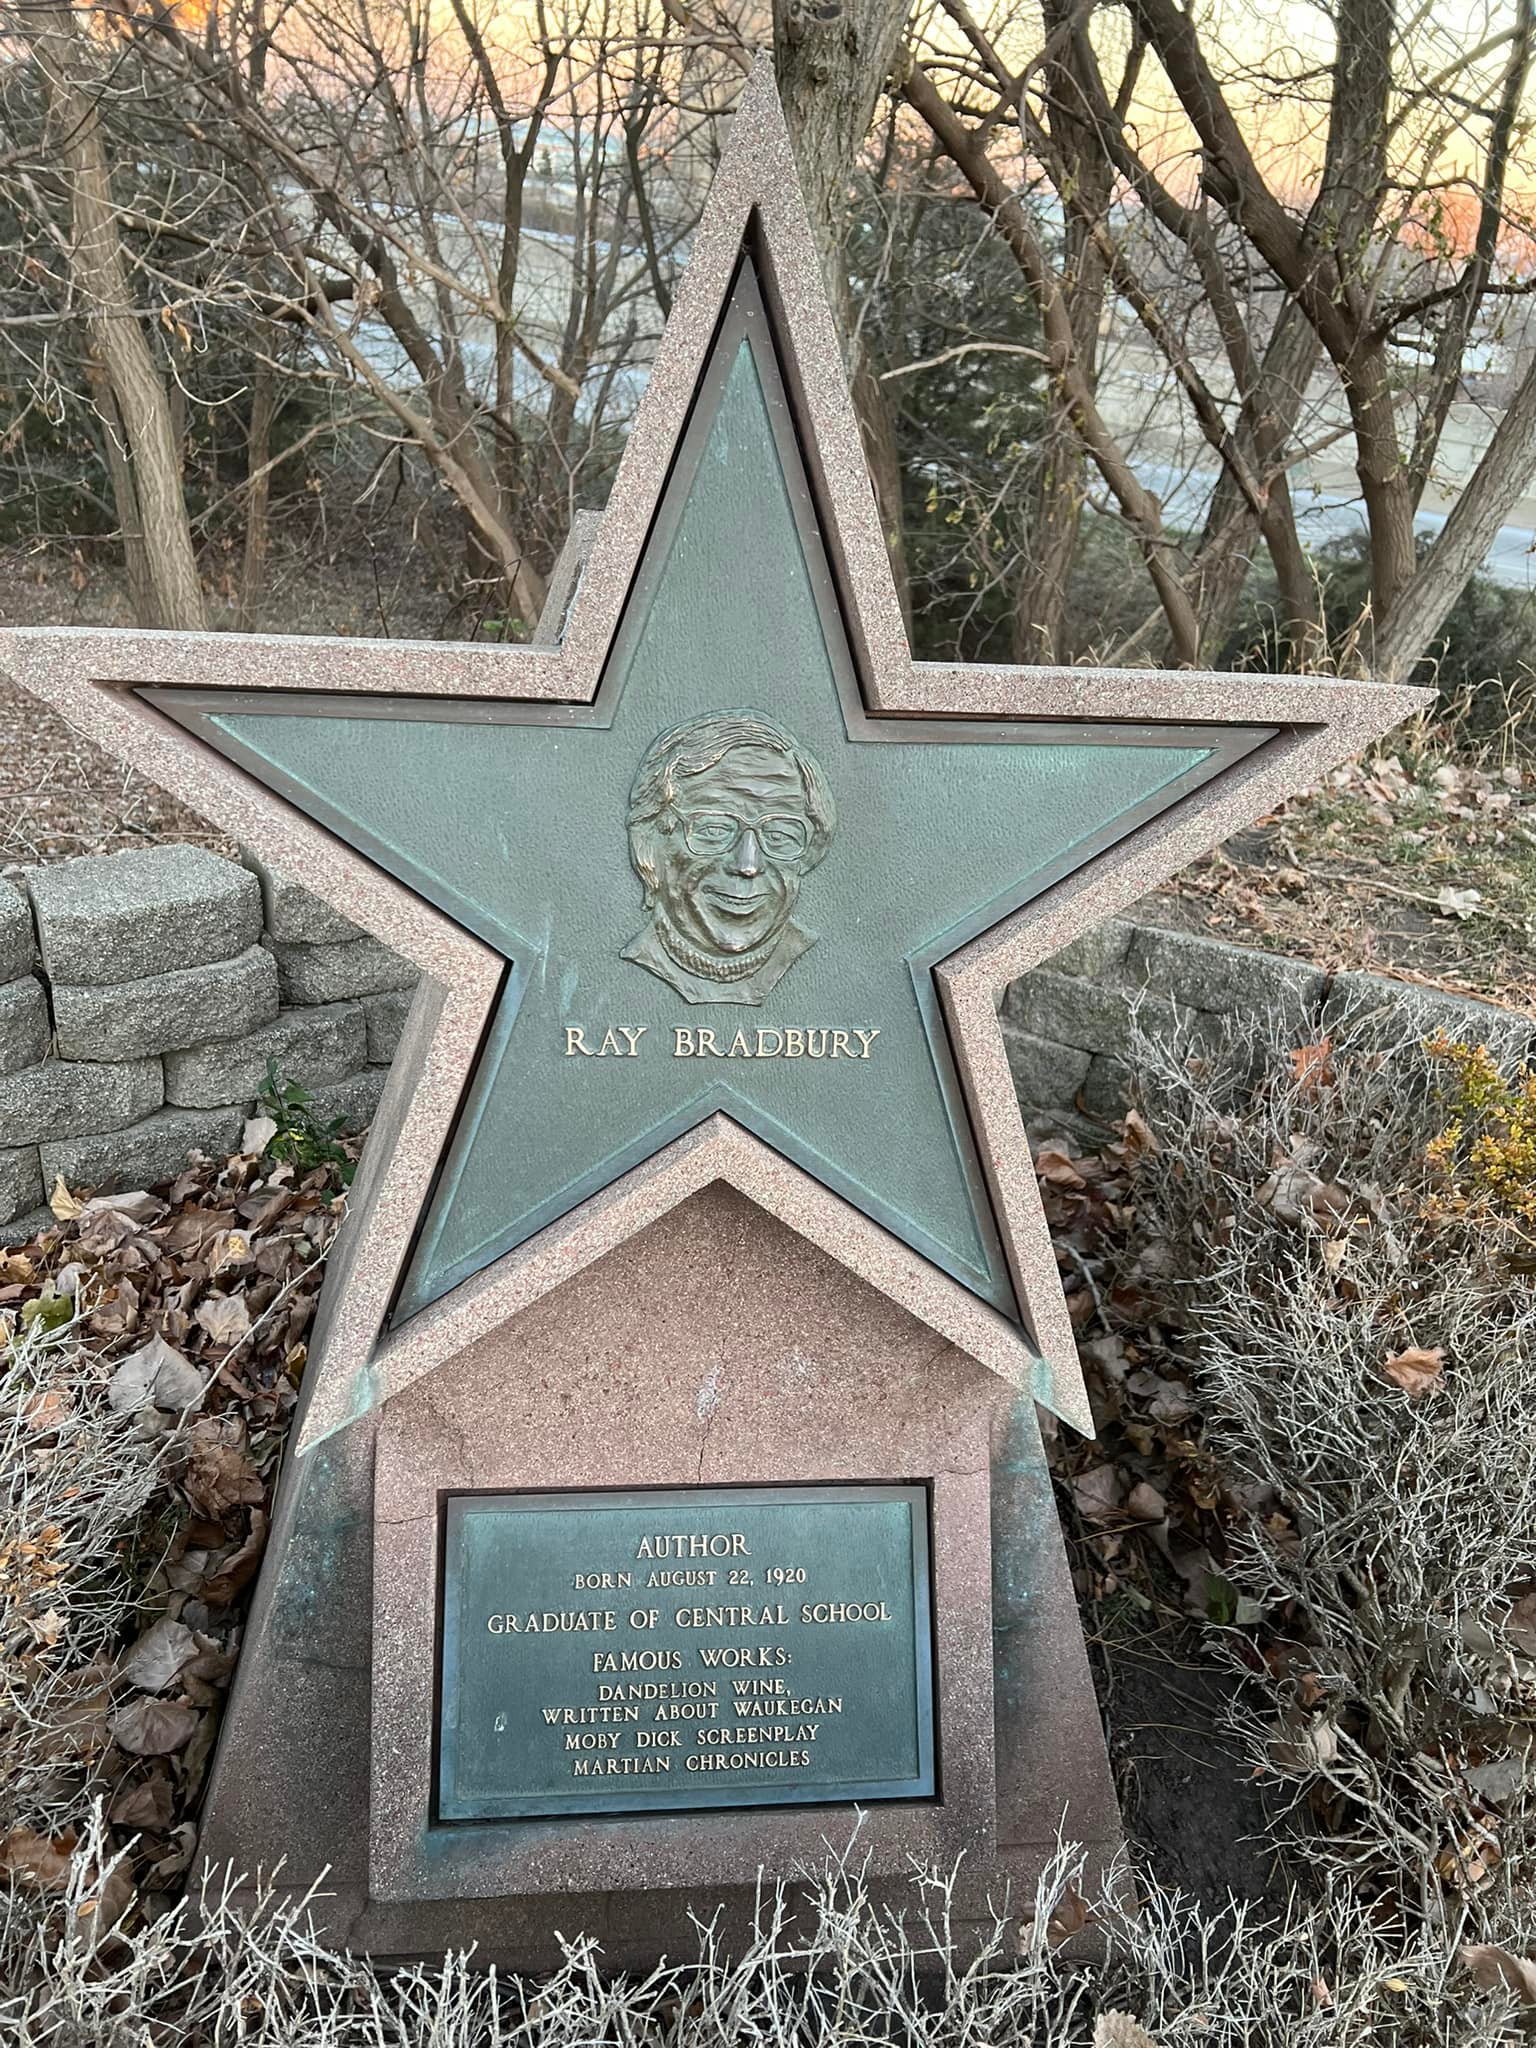 RAY BRADBURY
AUTHOR
BORN AUGUST 22, 1920
GRADUATE OF CENTRAL SCHOOL
FAMOUS WORKS:
DANDELION WINE,
WRITTEN ABOUT WAUKEGAN
MOBY DICK SCREENPLAY
MARTIAN CHRONICLES